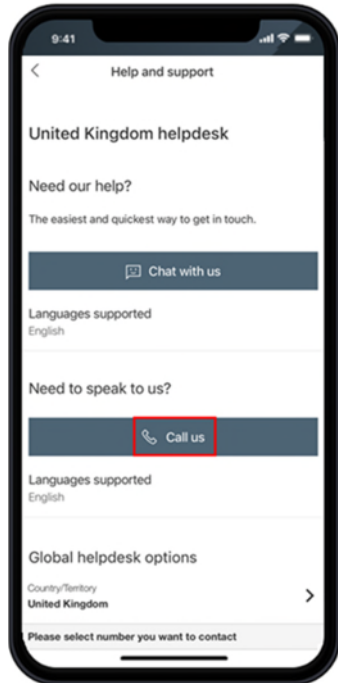 9:41
Help and support
United Kingdom helpdesk
Need our help?
The easiest and quickest way to get in touch.
Chat with us
Languages supported
English
Need to speak to us?
Call us
Languages supported
English
Global helpdesk options
Country/Territory
United Kingdom
Please select number you want to contact